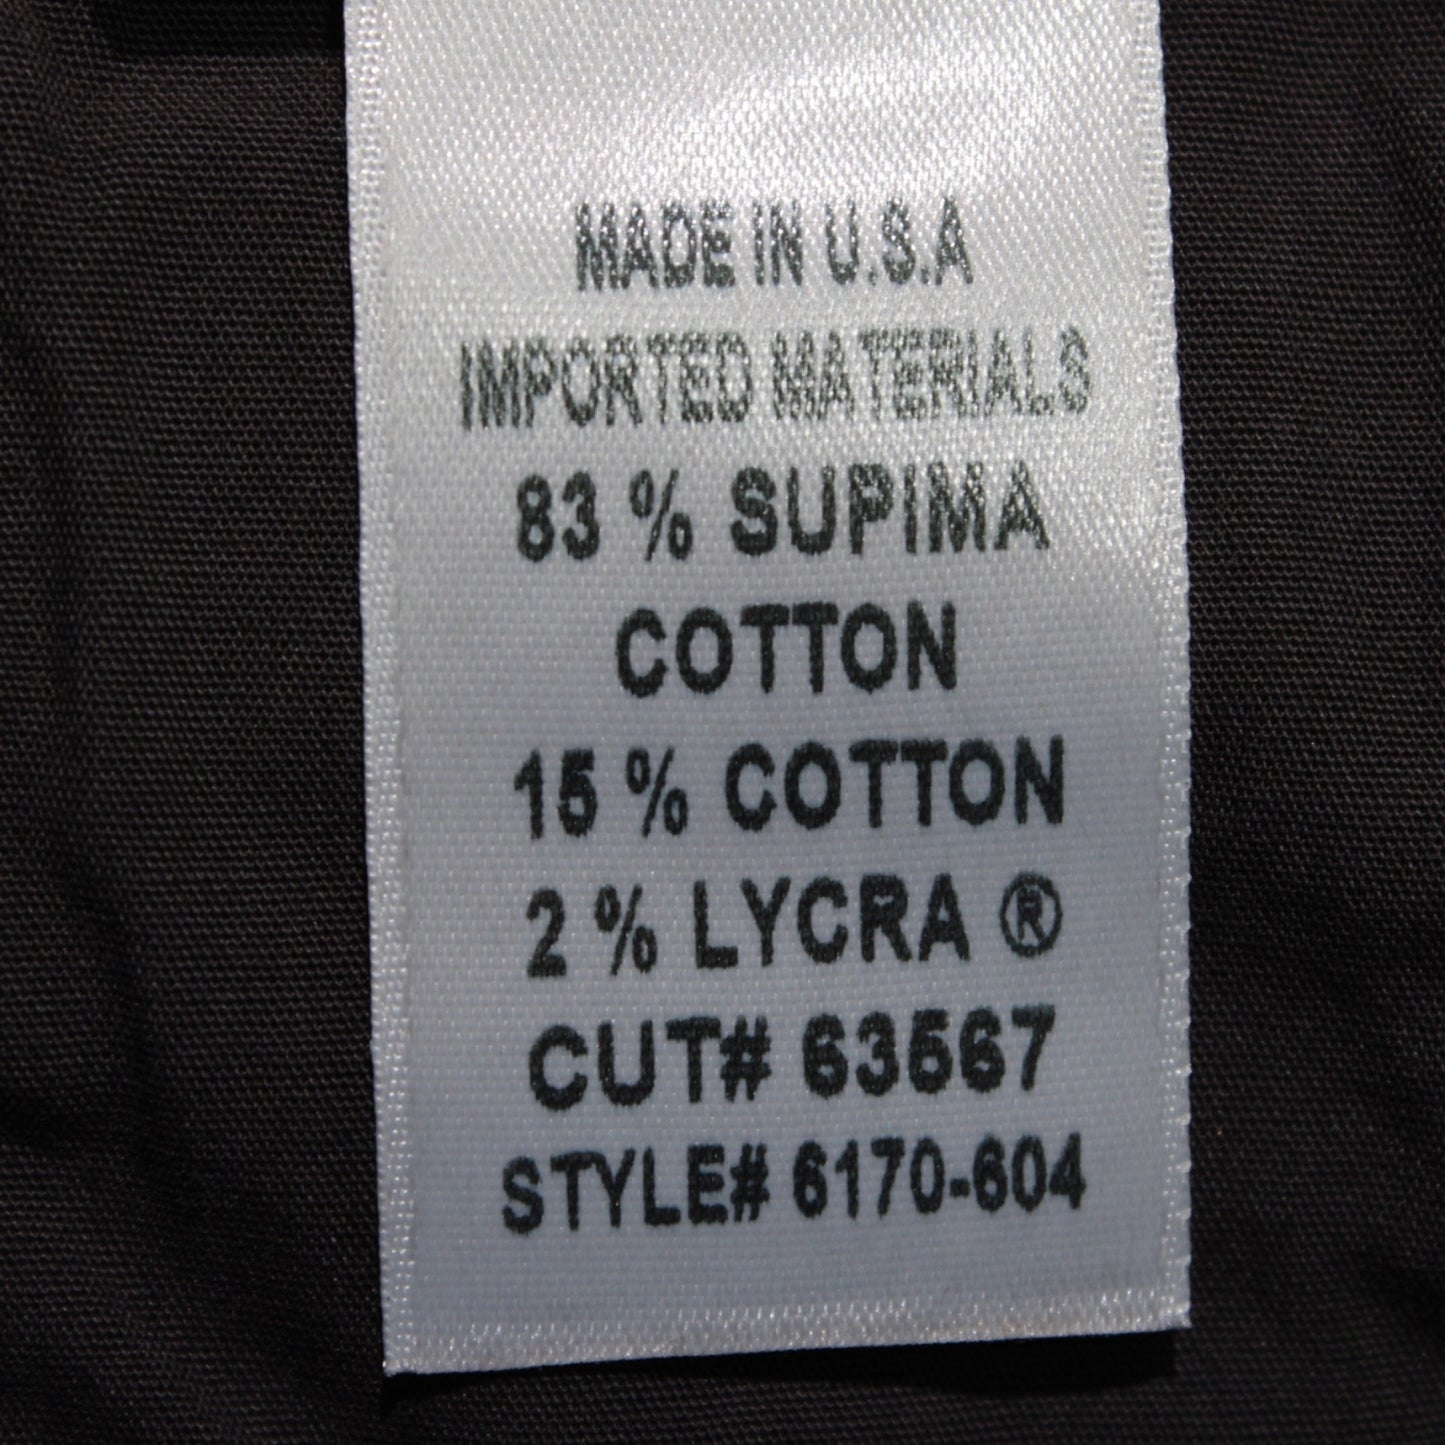 MADE IN U.S.A
IMPORTED MATERIALS
83 % SUPIMA
COTTON
15 % COTTON
2 % LYCRA ®
CUT# 63567
STYLE# 6170-604